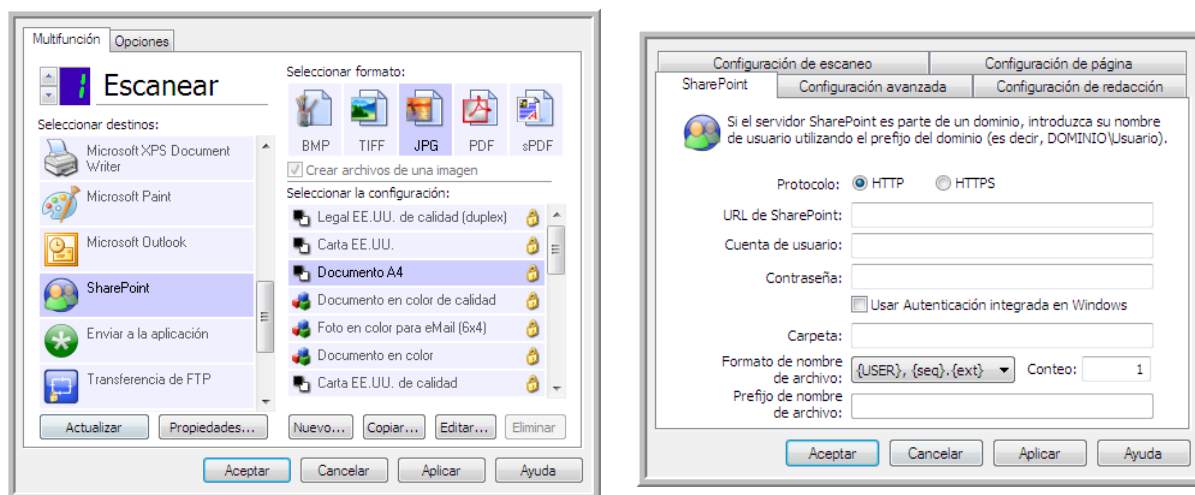 Multifunción Opciones
1 Escanear
Seleccionar destinos:
Microsoft XPS Document
Writer
Microsoft Paint
Microsoft Outlook
SharePoint
Enviar a la aplicación
Transferencia de FTP
Actualizar Propiedades...
Seleccionar formato:
BMP TIFF JPG PDF sPDF
Crear archivos de una imagen
Seleccionar la configuración:
Legal EE.UU. de calidad (duplex)
Carta EE.UU.
Documento A4
Documento en color de calidad
Foto en color para eMail (6x4)
Documento en color
Carta EE.UU. de calidad
Nuevo... Copiar... Editar... Eliminar
Aceptar Cancelar Aplicar Ayuda
Configuración de escaneo Configuración de página
SharePoint Configuración avanzada Configuración de redacción
Si el servidor SharePoint es parte de un dominio, introduzca su nombre
de usuario utilizando el prefijo del dominio (es decir, DOMINIO\Usuario).
Protocolo: HTTP HTTPS
URL de SharePoint:
Cuenta de usuario:
Contraseña:
Usar Autenticación integrada en Windows
Carpeta:
Formato de nombre
de archivo: {USER}, {seq}.{ext} Conteo: 1
Prefijo de nombre
de archivo:
Aceptar Cancelar Aplicar Ayuda